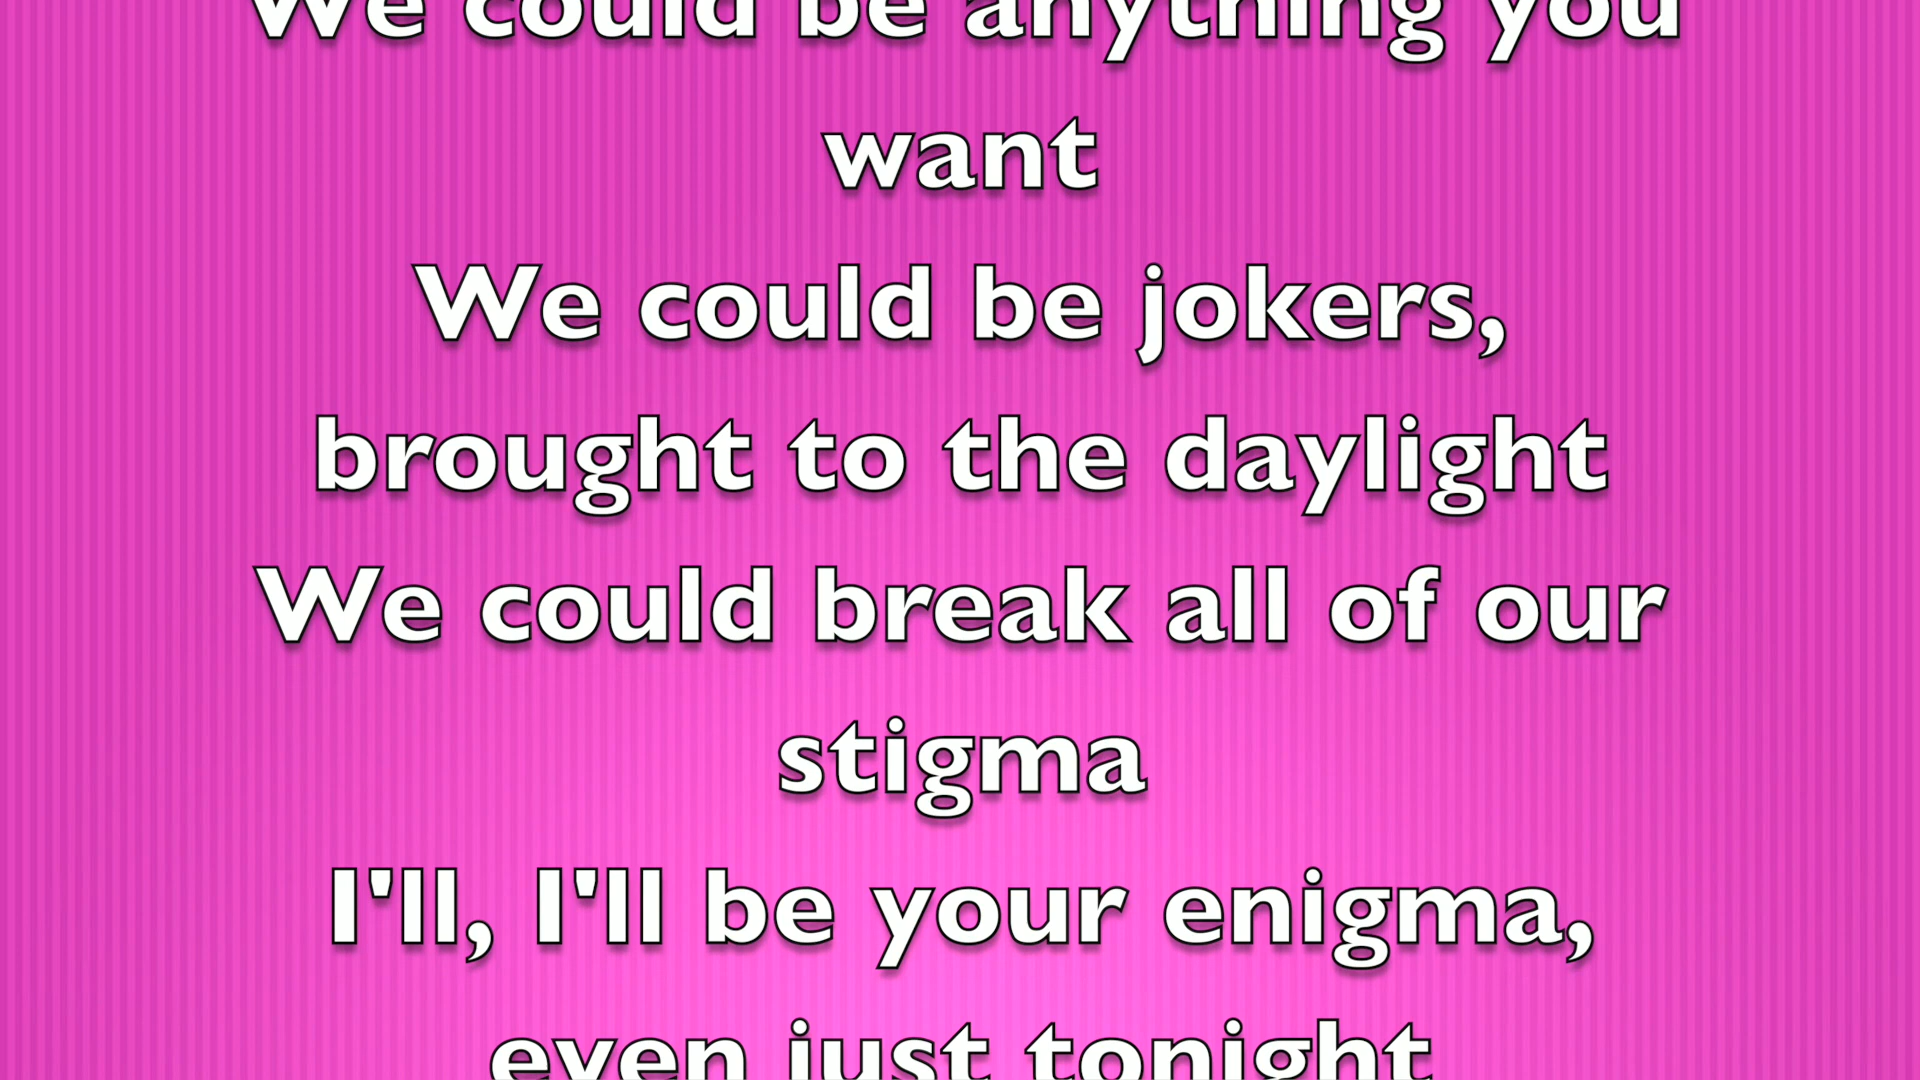 We could be anything you
want
We could be jokers,
brought to the daylight
We could break all of our
stigma
I'll, I'll be your enigma,
even just tonight